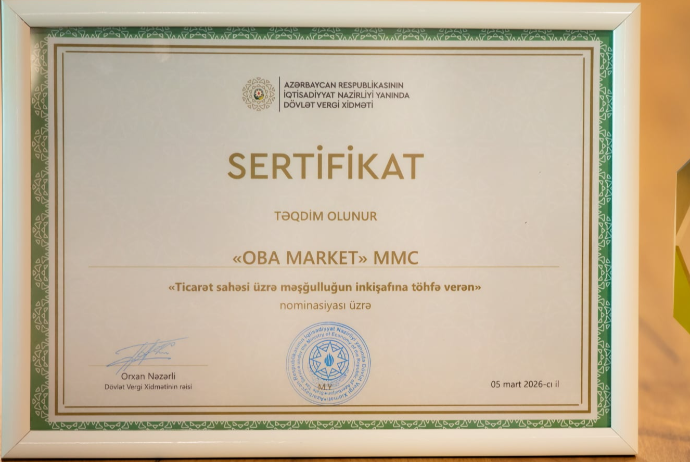 AZƏRBAYCAN RESPUBLİKASININ
İQTİSADİYYAT NAZİRLİYİ YANINDA
DÖVLƏT VERGİ XİDMƏTİ
SERTİFİKAT
TƏQDİM OLUNUR
«OBA MARKET» MMC
«Ticarət sahəsi üzrə məşğulluğun inkişafına töhfə verən»
nominasiyası üzrə
Orxan Nəzərli
Dövlət Vergi Xidmətinin rəisi
M.Y.
05 mart 2026-cı il